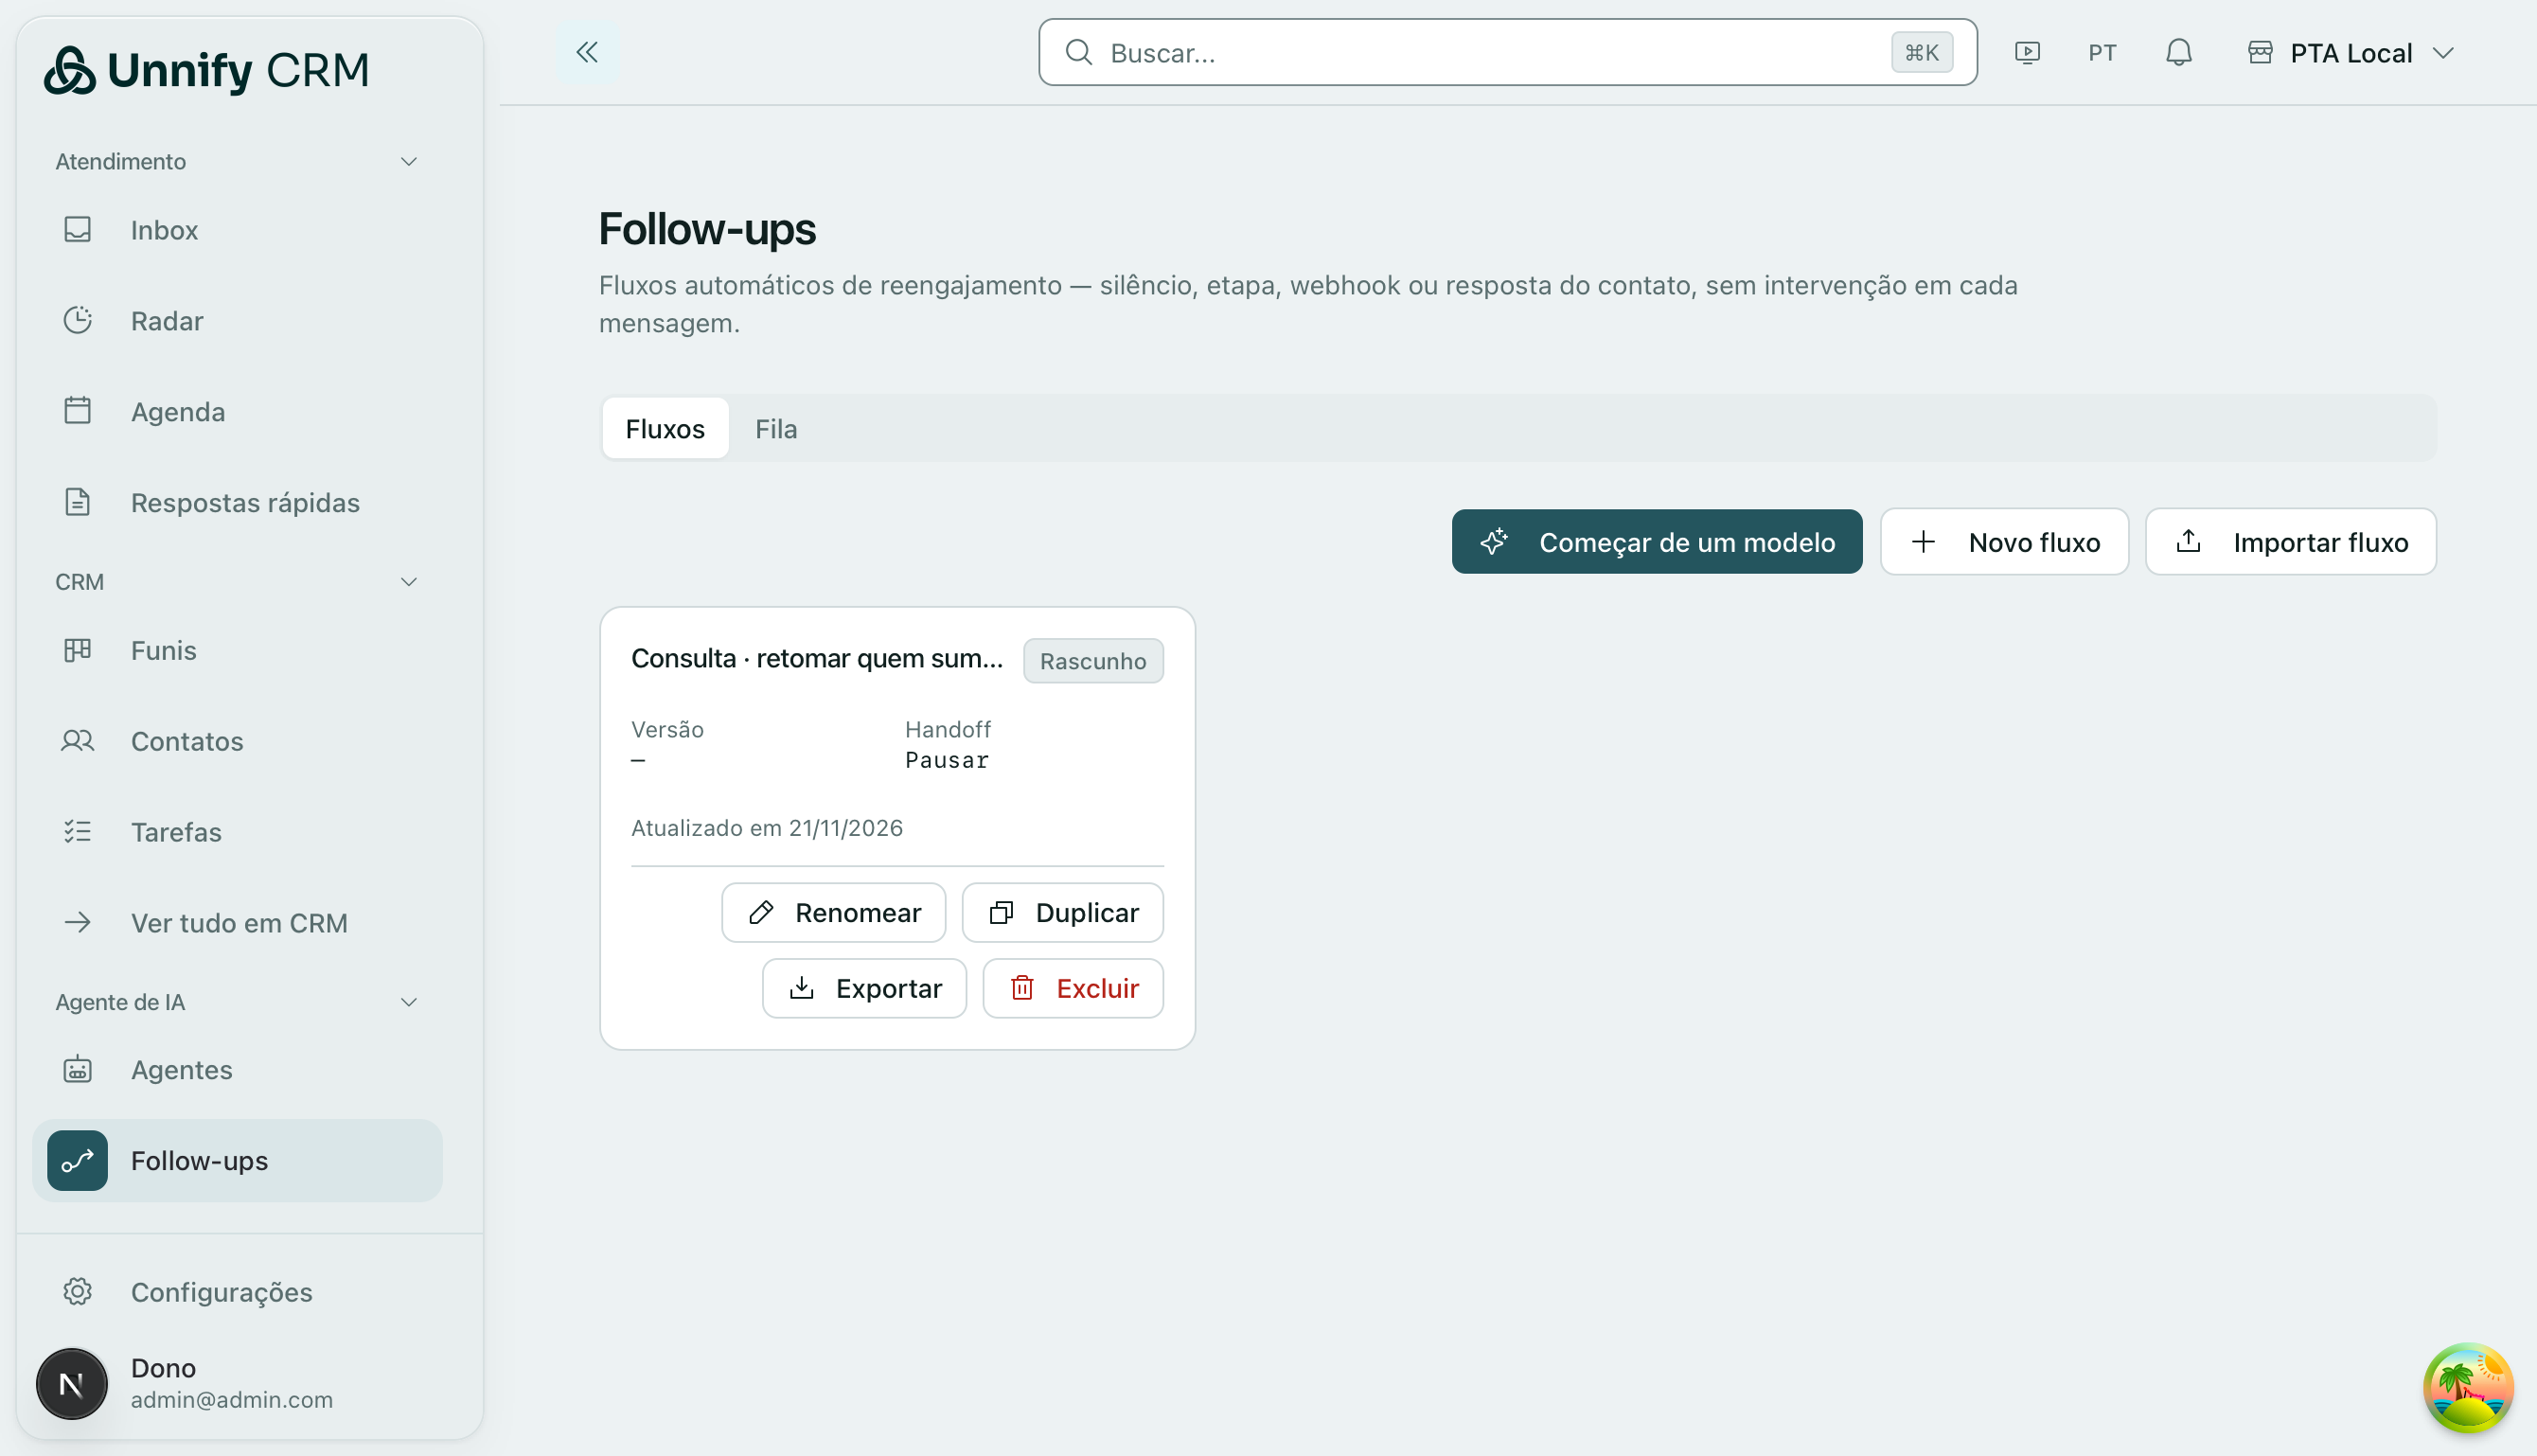 Unnify CRM
Buscar...
⌘K
PT
PTA Local
Atendimento
Inbox
Radar
Agenda
Respostas rápidas
CRM
Funis
Contatos
Tarefas
Ver tudo em CRM
Agente de IA
Agentes
Follow-ups
Configurações
N
Dono
admin@admin.com
Follow-ups
Fluxos automáticos de reengajamento — silêncio, etapa, webhook ou resposta do contato, sem intervenção em cada
mensagem.
Fluxos
Fila
Começar de um modelo
Novo fluxo
Importar fluxo
Consulta · retomar quem sum...
Rascunho
Versão
Handoff
—
Pausar
Atualizado em 21/11/2026
Renomear
Duplicar
Exportar
Excluir